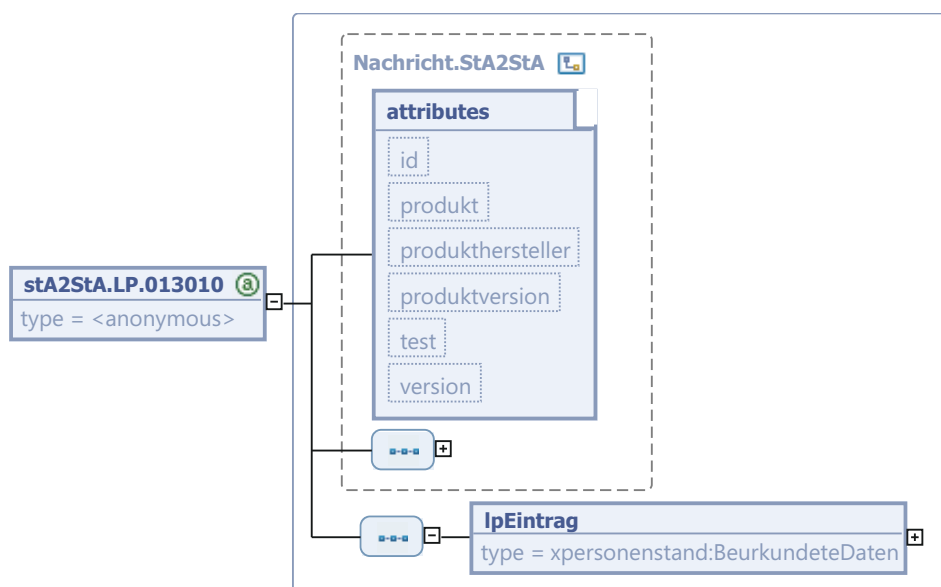 Nachricht.StA2StA
attributes
id
produkt
produkthersteller
produktversion
test
version
stA2StA.LP.013010 a
type = <anonymous>
lpEintrag
type = xpersonenstand:BeurkundeteDaten